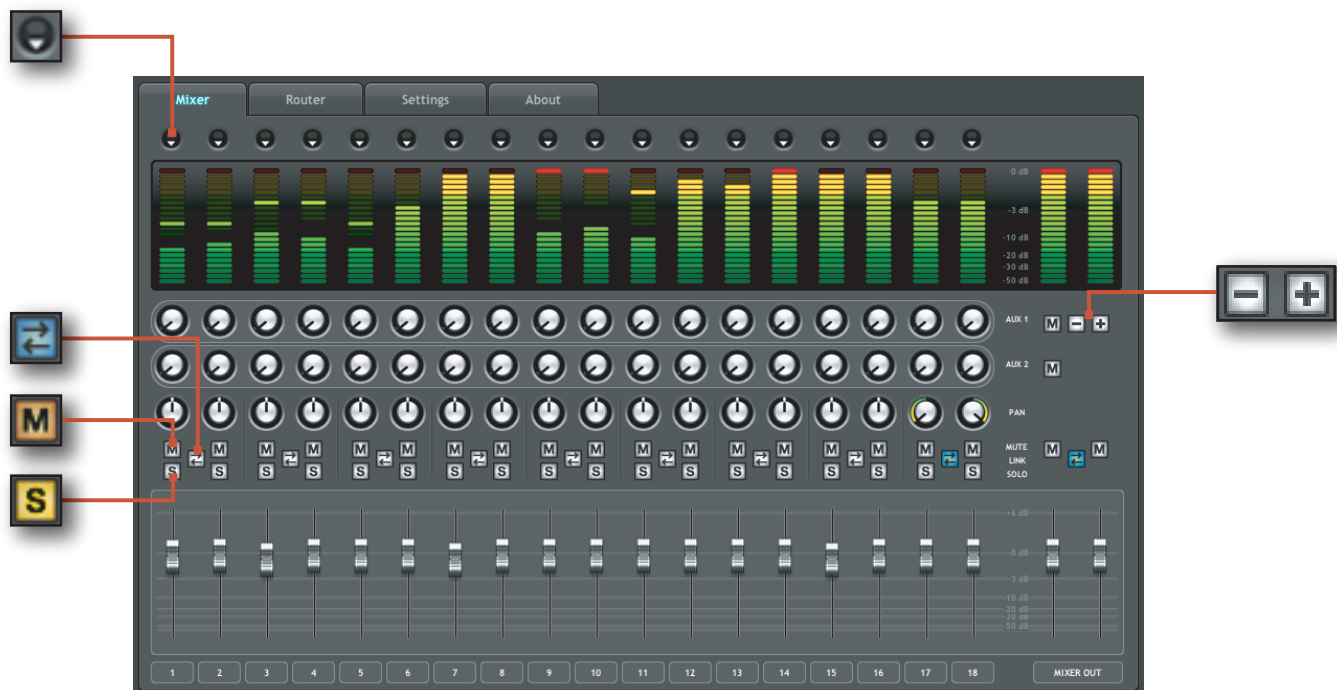 Mixer Router Settings About
0 dB
-3 dB
-10 dB
-20 dB
-30 dB
-50 dB
AUX 1 M
AUX 2 M
PAN
M
M M M M M M M M M M M M M M M M M M MUTE M M
LINK
S
S S S S S S S S S S S S S S S S S S SOLO
+6 dB
-0 dB
-3 dB
-10 dB
-20 dB
-30 dB
-50 dB
1 2 3 4 5 6 7 8 9 10 11 12 13 14 15 16 17 18 MIXER OUT